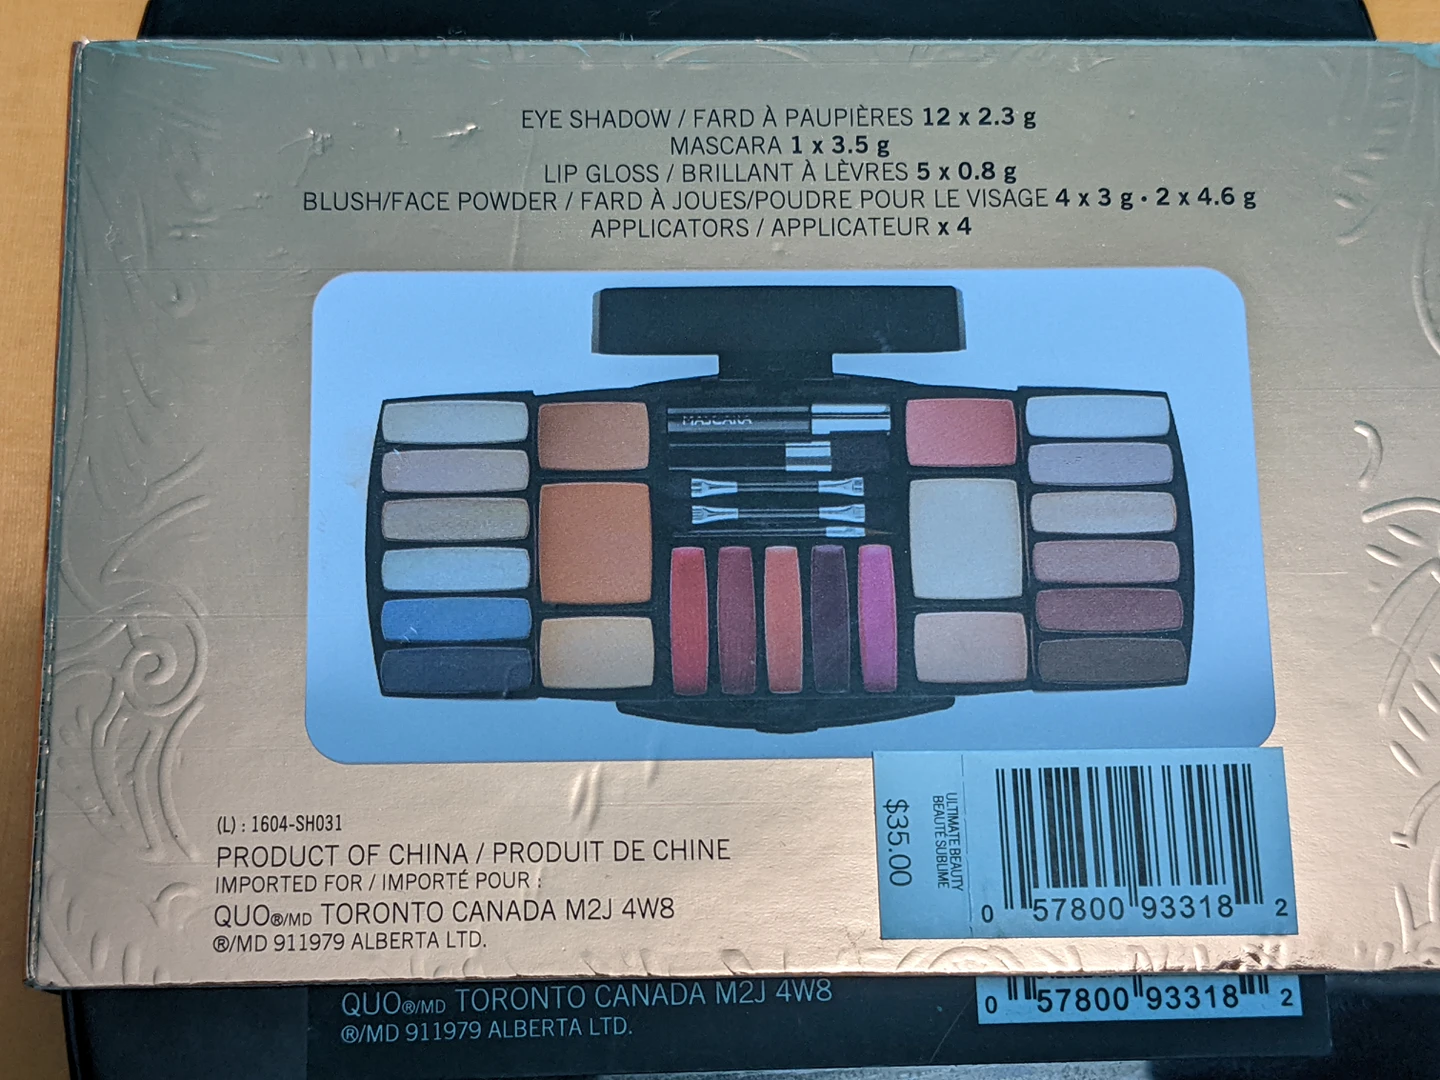 EYE SHADOW / FARD À PAUPIÈRES 12 x 2.3 g
MASCARA 1 x 3.5 g
LIP GLOSS / BRILLANT À LÈVRES 5 x 0.8 g
BLUSH/FACE POWDER / FARD À JOUES/POUDRE POUR LE VISAGE 4 x 3 g • 2 x 4.6 g
APPLICATORS / APPLICATEUR x 4
MASCARA
(L) : 1604-SH031
PRODUCT OF CHINA / PRODUIT DE CHINE
IMPORTED FOR / IMPORTÉ POUR :
QUO®/MD TORONTO CANADA M2J 4W8
®/MD 911979 ALBERTA LTD.
$35.00
ULTIMATE BEAUTY
BEAUTE SUBLIME
0 57800 93318 2
QUO®/MD TORONTO CANADA M2J 4W8
®/MD 911979 ALBERTA LTD.
0 57800 93318 2